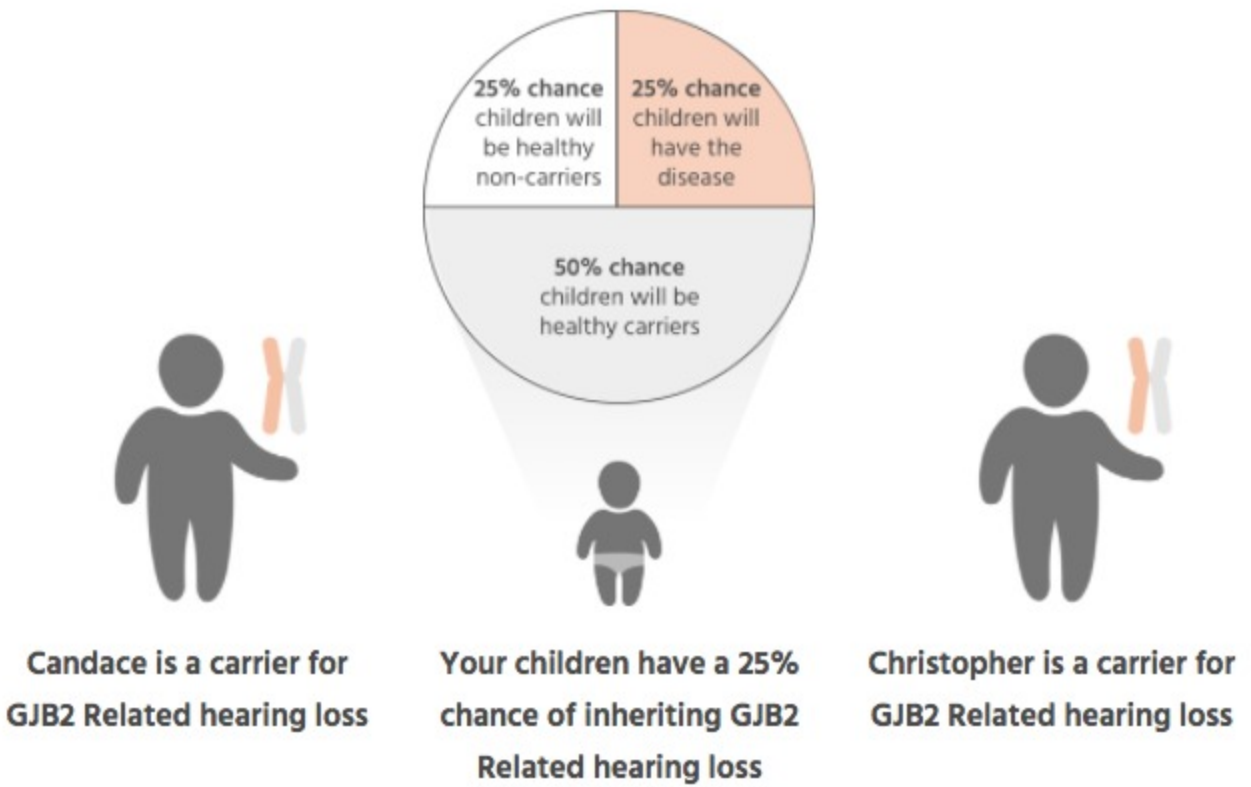 25% chance
children will
be healthy
non-carriers
25% chance
children will
have the
disease
50% chance
children will be
healthy carriers
Candace is a carrier for
GJB2 Related hearing loss
Your children have a 25%
chance of inheriting GJB2
Related hearing loss
Christopher is a carrier for
GJB2 Related hearing loss